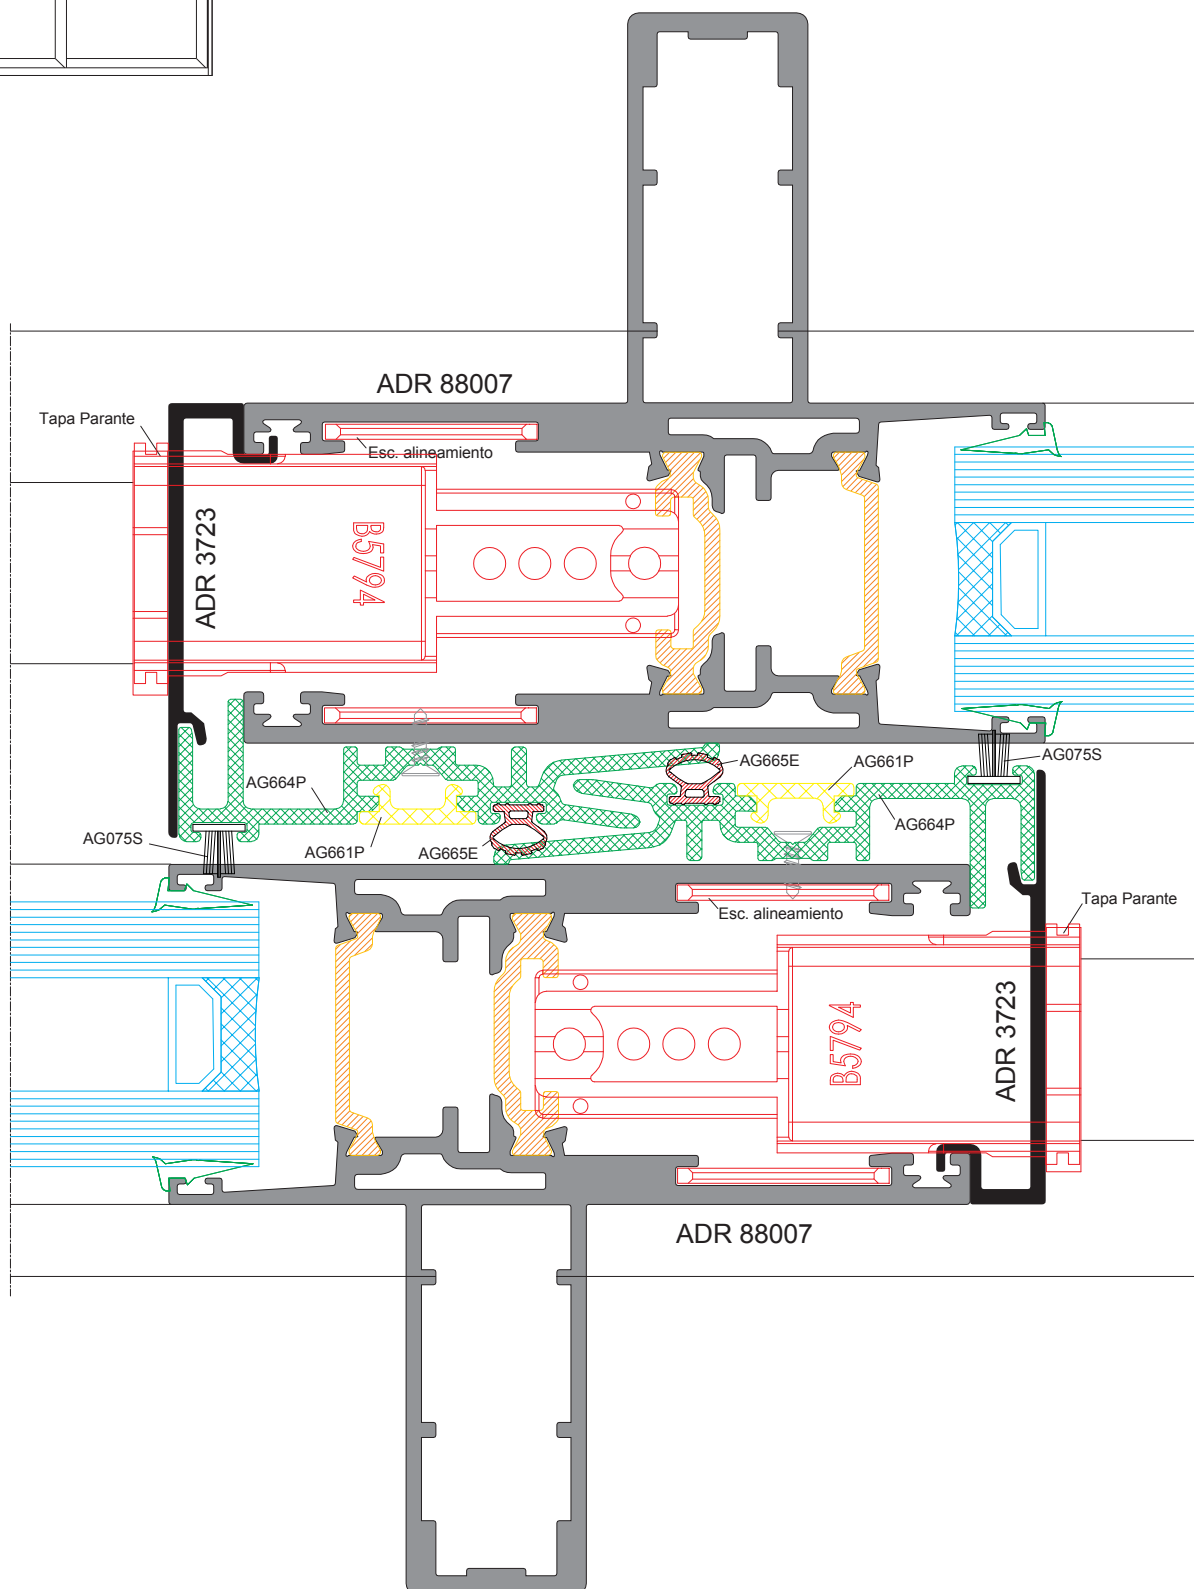 ADR 88007
Tapa Parante
Esc. alineamiento
ADR 3723
B5794
AG664P
AG665E
AG661P
AG075S
AG075S
AG661P
AG665E
AG664P
Esc. alineamiento
Tapa Parante
B5794
ADR 3723
ADR 88007